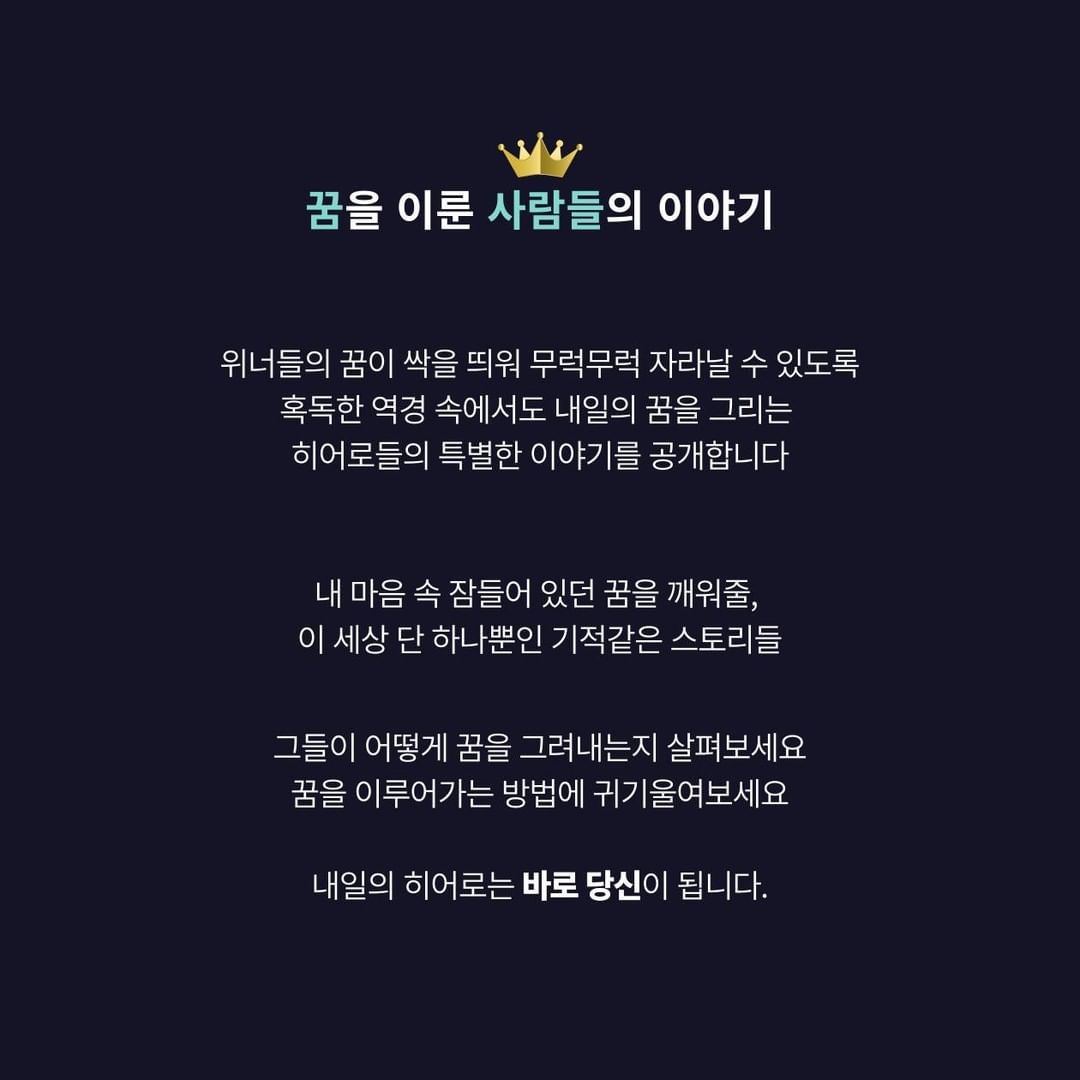 꿈을 이룬 사람들의 이야기
위너들의 꿈이 싹을 띄워 무럭무럭 자라날 수 있도록
혹독한 역경 속에서도 내일의 꿈을 그리는
히어로들의 특별한 이야기를 공개합니다
내 마음 속 잠들어 있던 꿈을 깨워줄,
이 세상 단 하나뿐인 기적같은 스토리들
그들이 어떻게 꿈을 그려내는지 살펴보세요
꿈을 이루어가는 방법에 귀기울여보세요
내일의 히어로는 바로 당신이 됩니다.